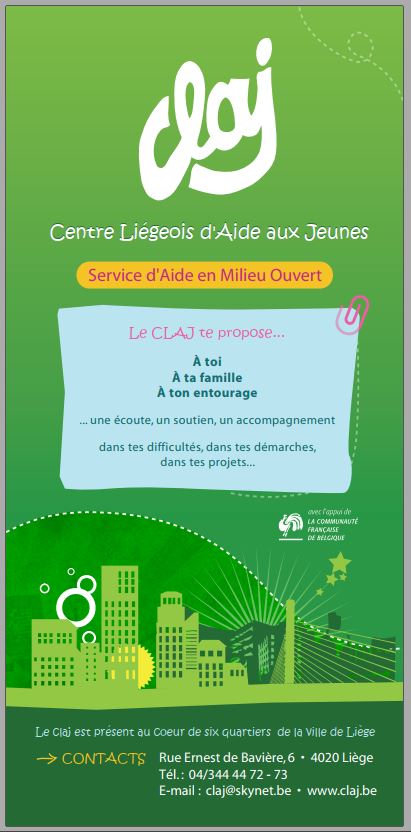 claj
Centre Liégeois d'Aide aux Jeunes
Service d'Aide en Milieu Ouvert
Le CLAJ te propose...
À toi
À ta famille
À ton entourage
... une écoute, un soutien, un accompagnement
dans tes difficultés, dans tes démarches,
dans tes projets...
avec l'appui de
LA COMMUNAUTÉ
FRANÇAISE
DE BELGIQUE
Le Claj est présent au Coeur de six quartiers de la Ville de Liège
CONTACTS
Rue Ernest de Bavière, 6 • 4020 Liège
Tél. : 04/344 44 72 - 73
E-mail : claj@skynet.be • www.claj.be